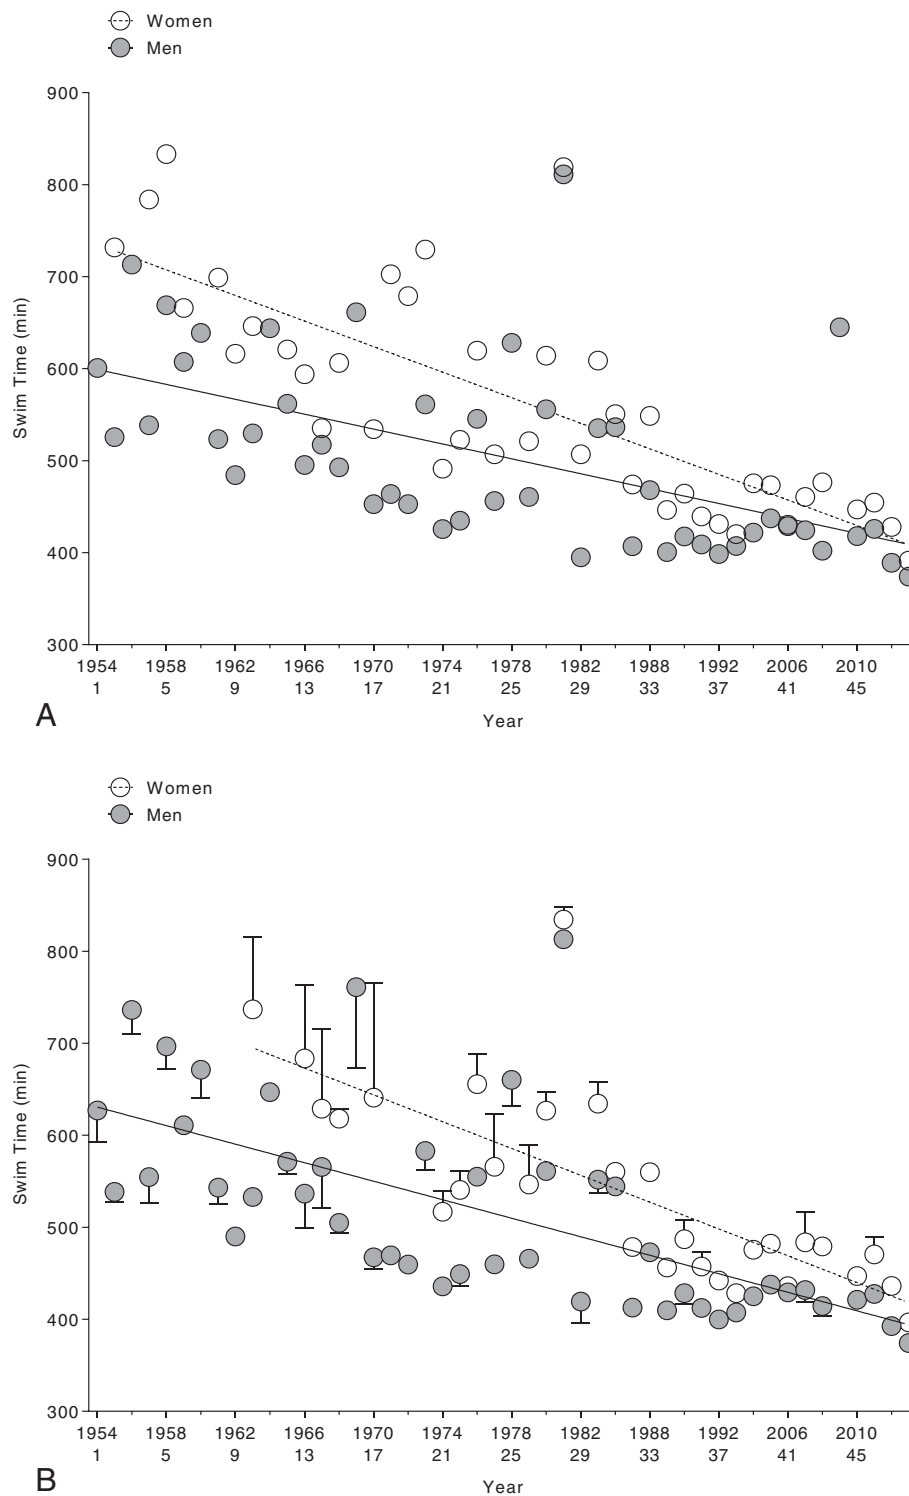 Women
Men
900
800
700
600
500
400
300
Swim Time (min)
1954 1958 1962 1966 1970 1974 1978 1982 1988 1992 2006 2010
1 5 9 13 17 21 25 29 33 37 41 45
Year
A
Women
Men
900
800
700
600
500
400
300
Swim Time (min)
1954 1958 1962 1966 1970 1974 1978 1982 1988 1992 2006 2010
1 5 9 13 17 21 25 29 33 37 41 45
Year
B